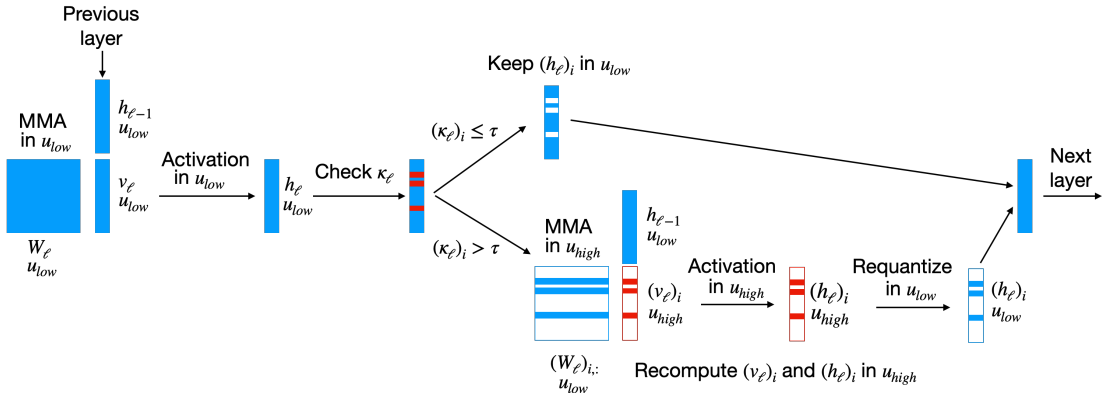 Previous
layer
MMA
in u_low
h_{ℓ−1}
u_low
v_ℓ
u_low
W_ℓ
u_low
Activation
in u_low
h_ℓ
u_low
Check κ_ℓ
(κ_ℓ)_i ≤ τ
(κ_ℓ)_i > τ
Keep (h_ℓ)_i in u_low
MMA
in u_high
h_{ℓ−1}
u_low
(v_ℓ)_i
u_high
(W_ℓ)_{i,:}
u_low
Activation
in u_high
(h_ℓ)_i
u_high
Recompute (v_ℓ)_i and (h_ℓ)_i in u_high
Requantize
in u_low
(h_ℓ)_i
u_low
Next
layer